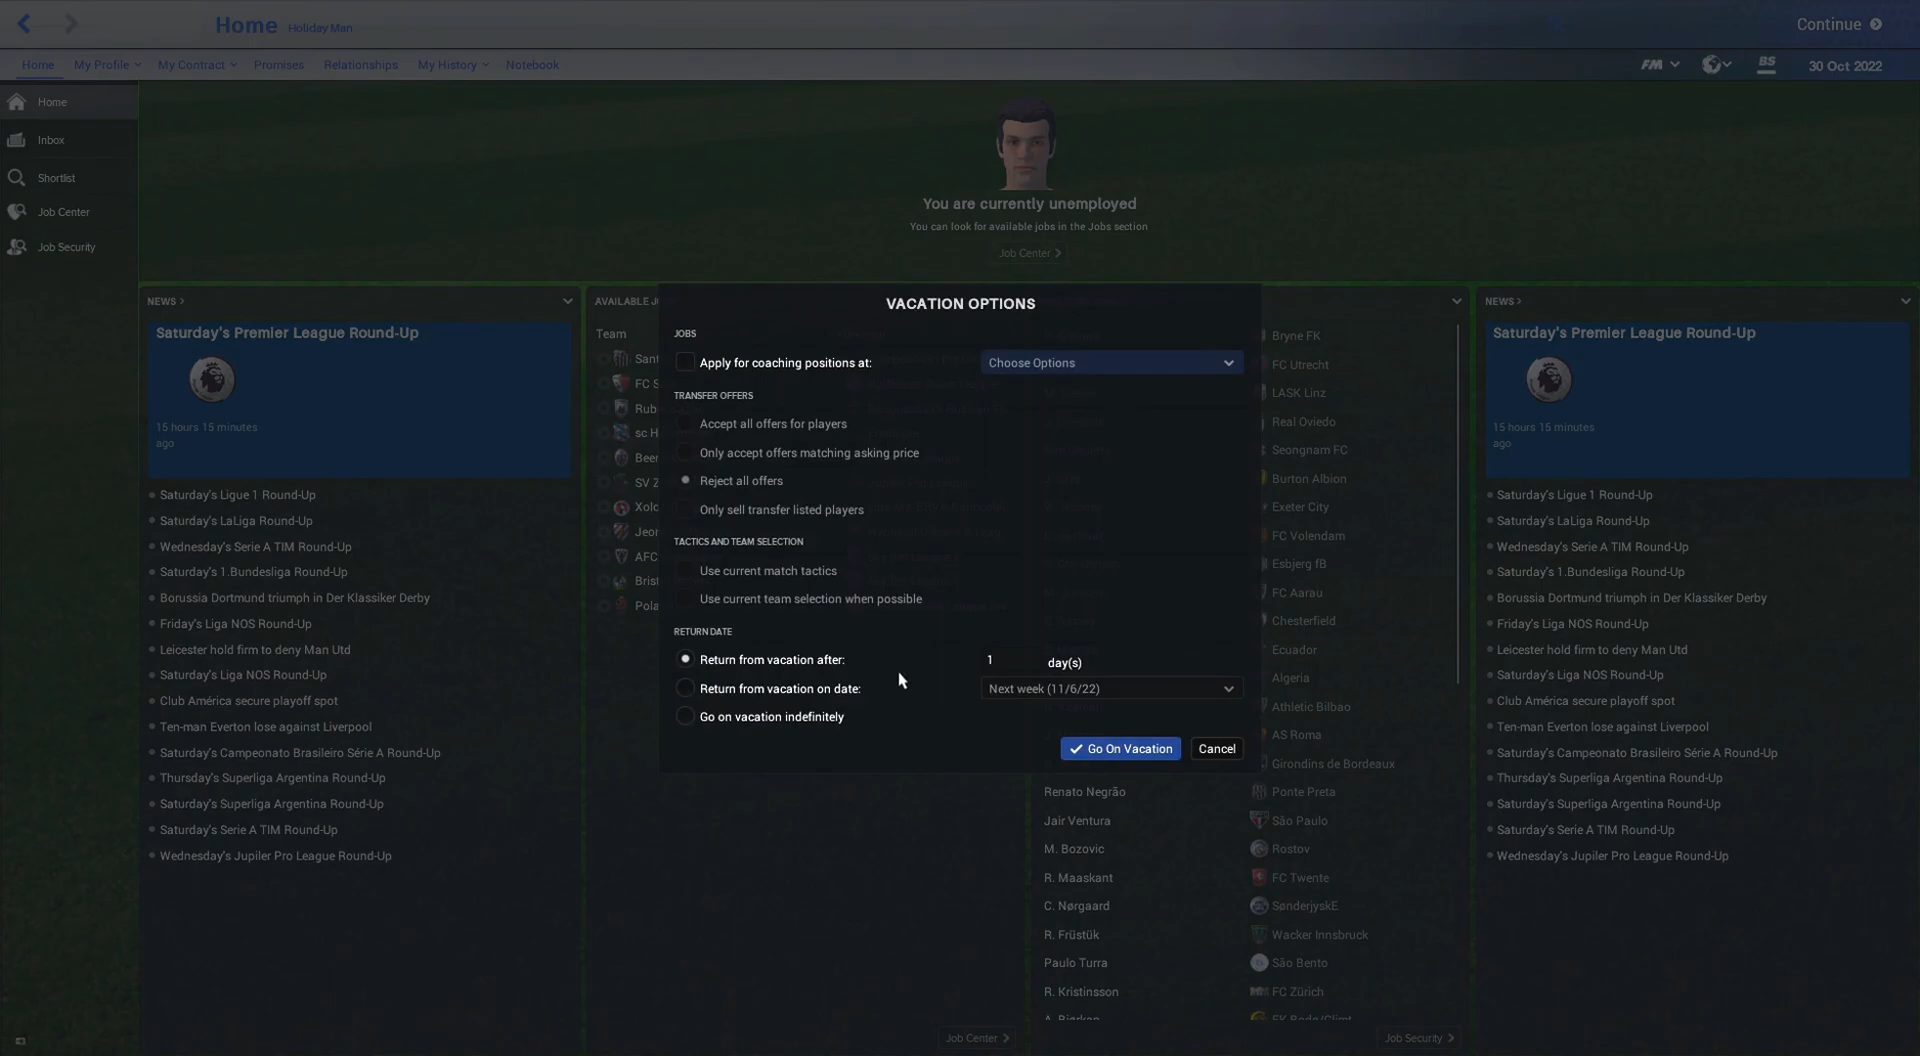 Home Holiday Man
Continue
Home My Profile My Contract Promises Relationships My History Notebook
FM BS 30 Oct 2022
Home
Inbox
Shortlist
Job Center
Job Security
You are currently unemployed
You can look for available jobs in the Jobs section
Job Center >
NEWS >
Saturday's Premier League Round-Up
15 hours 15 minutes
ago
Saturday's Ligue 1 Round-Up
Saturday's LaLiga Round-Up
Wednesday's Serie A TIM Round-Up
Saturday's 1.Bundesliga Round-Up
Borussia Dortmund triumph in Der Klassiker Derby
Friday's Liga NOS Round-Up
Leicester hold firm to deny Man Utd
Saturday's Liga NOS Round-Up
Club América secure playoff spot
Ten-man Everton lose against Liverpool
Saturday's Campeonato Brasileiro Série A Round-Up
Thursday's Superliga Argentina Round-Up
Saturday's Superliga Argentina Round-Up
Saturday's Serie A TIM Round-Up
Wednesday's Jupiler Pro League Round-Up
AVAILABLE J
Team
Sant
FC S
Rub
sc H
Beer
SV Z
Xolo
Jeor
AFC
Brist
Pola
Job Center >
VACATION OPTIONS
JOBS
Apply for coaching positions at: Choose Options
TRANSFER OFFERS
Accept all offers for players
Only accept offers matching asking price
Reject all offers
Only sell transfer listed players
TACTICS AND TEAM SELECTION
Use current match tactics
Use current team selection when possible
RETURN DATE
Return from vacation after: 1 day(s)
Return from vacation on date: Next week (11/6/22)
Go on vacation indefinitely
Go On Vacation Cancel
Bryne FK
FC Utrecht
LASK Linz
Real Oviedo
Seongnam FC
Burton Albion
Exeter City
FC Volendam
Esbjerg fB
FC Aarau
Chesterfield
Ecuador
Algeria
Athletic Bilbao
AS Roma
Girondins de Bordeaux
Renato Negrão Ponte Preta
Jair Ventura São Paulo
M. Bozovic Rostov
R. Maaskant FC Twente
C. Nørgaard SønderjyskE
R. Früstük Wacker Innsbruck
Paulo Turra São Bento
R. Kristinsson FC Zürich
Job Security >
NEWS >
Saturday's Premier League Round-Up
15 hours 15 minutes
ago
Saturday's Ligue 1 Round-Up
Saturday's LaLiga Round-Up
Wednesday's Serie A TIM Round-Up
Saturday's 1.Bundesliga Round-Up
Borussia Dortmund triumph in Der Klassiker Derby
Friday's Liga NOS Round-Up
Leicester hold firm to deny Man Utd
Saturday's Liga NOS Round-Up
Club América secure playoff spot
Ten-man Everton lose against Liverpool
Saturday's Campeonato Brasileiro Série A Round-Up
Thursday's Superliga Argentina Round-Up
Saturday's Superliga Argentina Round-Up
Saturday's Serie A TIM Round-Up
Wednesday's Jupiler Pro League Round-Up